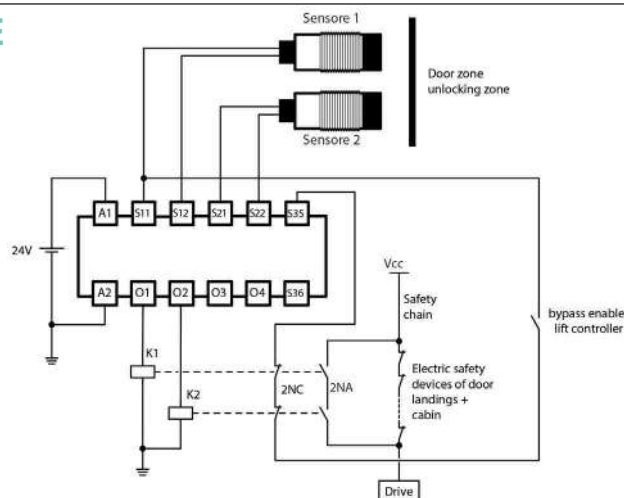 Sensore 1
Door zone
unlocking zone
Sensore 2
A1 S11 S12 S21 S22 S35
24V
A2 O1 O2 O3 O4 S36
Vcc
Safety
chain
bypass enable
lift controller
K1
Electric safety
devices of door
landings +
cabin
2NC 2NA
K2
Drive